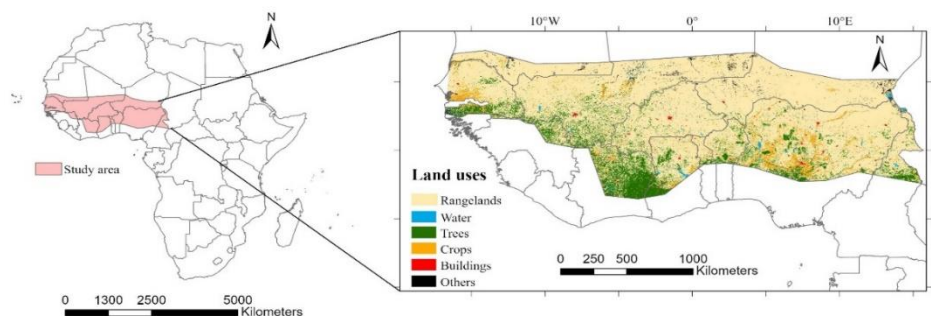 N
Study area
0 1300 2500 5000
Kilometers
10°W 0° 10°E
N
Land uses
Rangelands
Water
Trees
Crops
Buildings
Others
0 250 500 1000
Kilometers